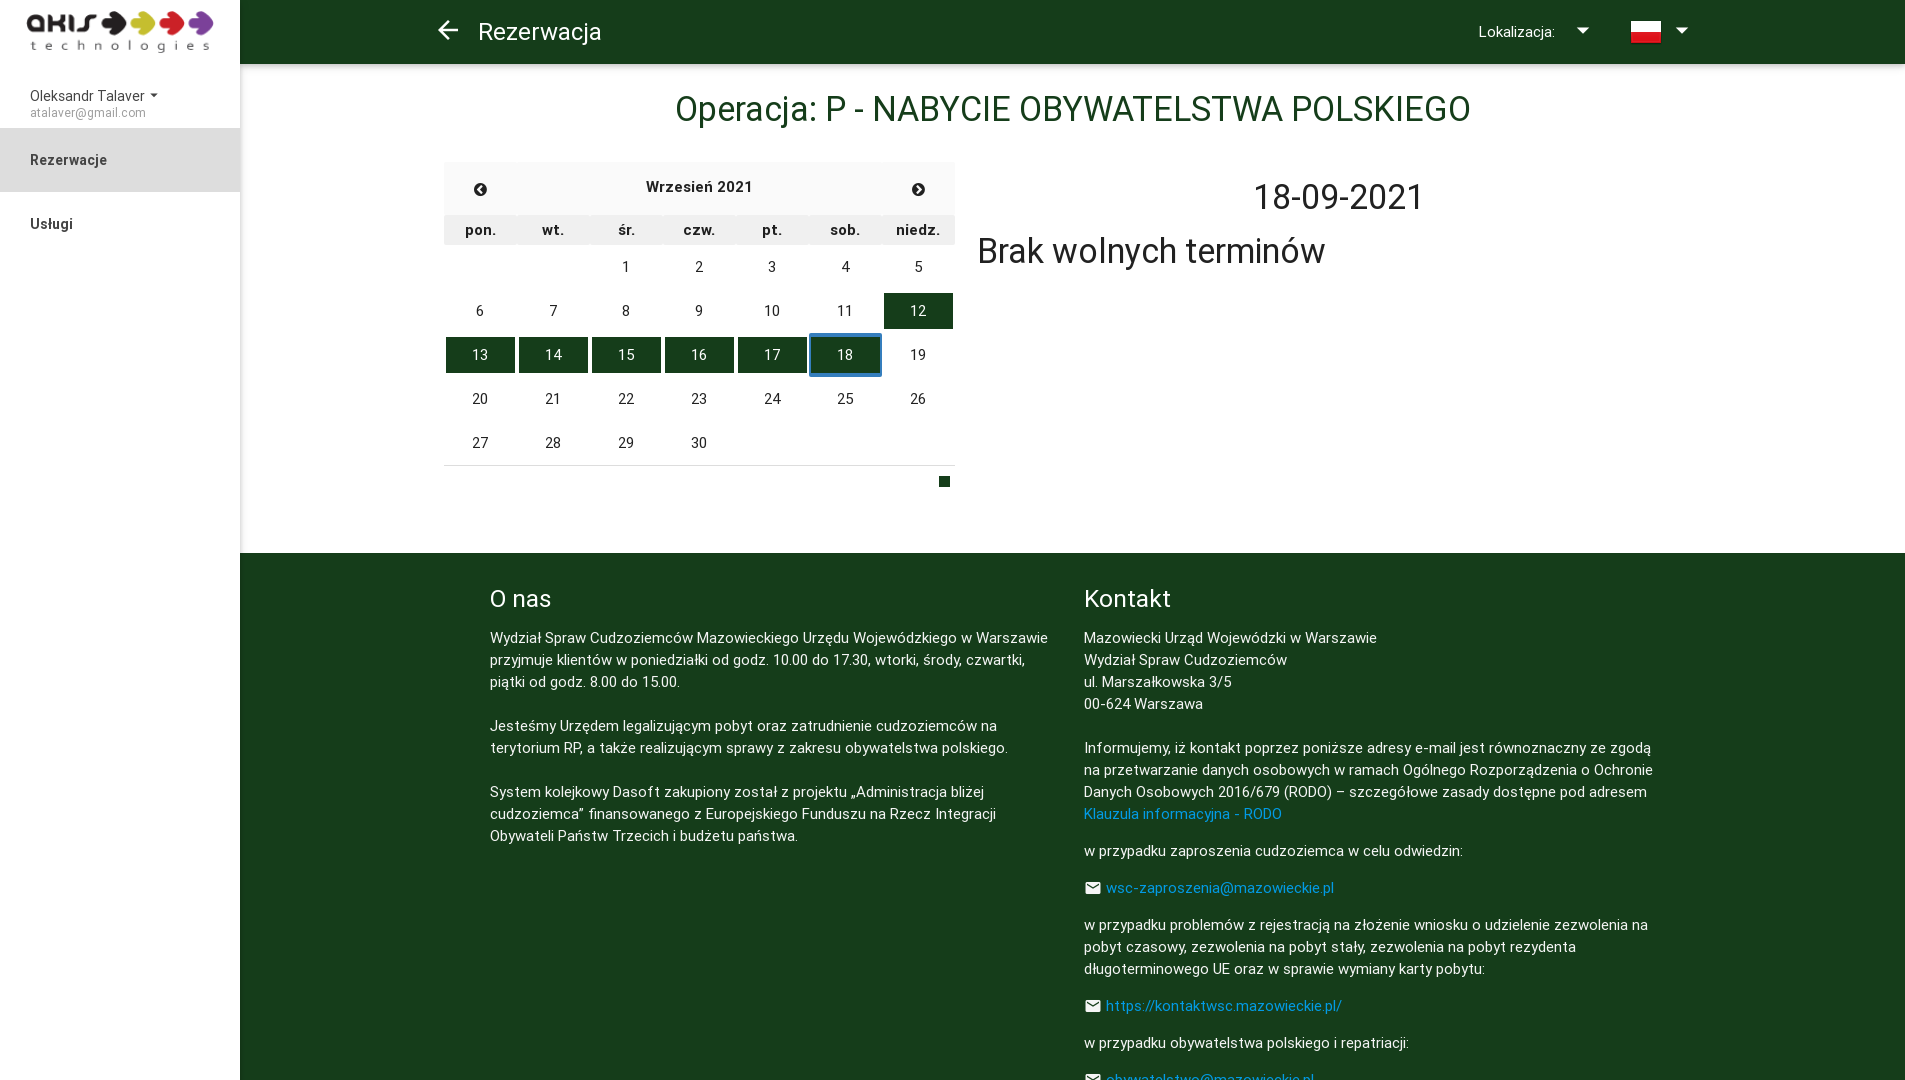 akis
technologies
Oleksandr Talaver
atalaver@gmail.com
Rezerwacje
Usługi
Rezerwacja
Lokalizacja:
Operacja: P - NABYCIE OBYWATELSTWA POLSKIEGO
Wrzesień 2021
pon. wt. śr. czw. pt. sob. niedz.
1 2 3 4 5
6 7 8 9 10 11 12
13 14 15 16 17 18 19
20 21 22 23 24 25 26
27 28 29 30
18-09-2021
Brak wolnych terminów
O nas
Wydział Spraw Cudzoziemców Mazowieckiego Urzędu Wojewódzkiego w Warszawie
przyjmuje klientów w poniedziałki od godz. 10.00 do 17.30, wtorki, środy, czwartki,
piątki od godz. 8.00 do 15.00.
Jesteśmy Urzędem legalizującym pobyt oraz zatrudnienie cudzoziemców na
terytorium RP, a także realizującym sprawy z zakresu obywatelstwa polskiego.
System kolejkowy Dasoft zakupiony został z projektu „Administracja bliżej
cudzoziemca” finansowanego z Europejskiego Funduszu na Rzecz Integracji
Obywateli Państw Trzecich i budżetu państwa.
Kontakt
Mazowiecki Urząd Wojewódzki w Warszawie
Wydział Spraw Cudzoziemców
ul. Marszałkowska 3/5
00-624 Warszawa
Informujemy, iż kontakt poprzez poniższe adresy e-mail jest równoznaczny ze zgodą
na przetwarzanie danych osobowych w ramach Ogólnego Rozporządzenia o Ochronie
Danych Osobowych 2016/679 (RODO) – szczegółowe zasady dostępne pod adresem
Klauzula informacyjna - RODO
w przypadku zaproszenia cudzoziemca w celu odwiedzin:
wsc-zaproszenia@mazowieckie.pl
w przypadku problemów z rejestracją na złożenie wniosku o udzielenie zezwolenia na
pobyt czasowy, zezwolenia na pobyt stały, zezwolenia na pobyt rezydenta
długoterminowego UE oraz w sprawie wymiany karty pobytu:
https://kontaktwsc.mazowieckie.pl/
w przypadku obywatelstwa polskiego i repatriacji:
obywatelstwo@mazowieckie.pl